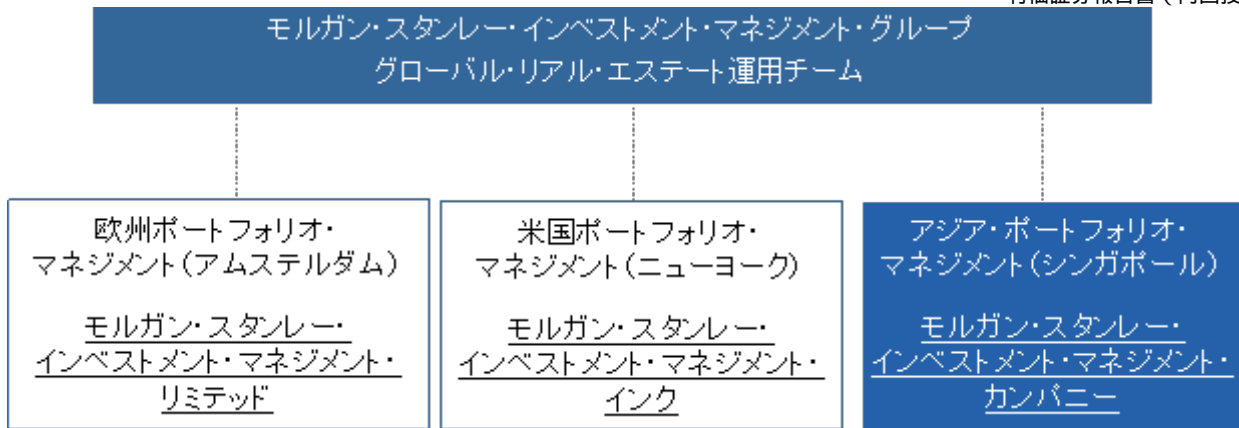 モルガン・スタンレー・インベストメント・マネジメント・グループ
グローバル・リアル・エステート運用チーム
欧州ポートフォリオ・
マネジメント(アムステルダム)
モルガン・スタンレー・
インベストメント・マネジメント・
リミテッド
米国ポートフォリオ・
マネジメント(ニューヨーク)
モルガン・スタンレー・
インベストメント・マネジメント・
インク
アジア・ポートフォリオ・
マネジメント(シンガポール)
モルガン・スタンレー・
インベストメント・マネジメント・
カンパニー